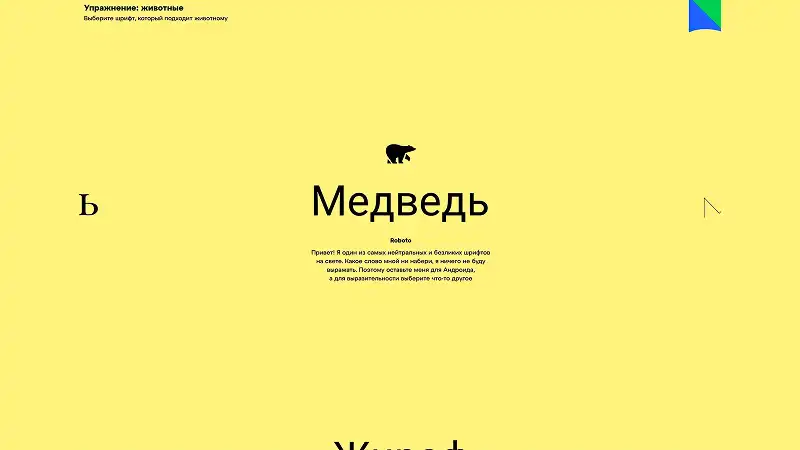 Упражнение: животные
Выберите шрифт, который подходит животному
Ь
Медведь
Roboto
Привет! Я один из самых нейтральных и безликих шрифтов
на свете. Какое слово мной ни набери, я ничего не буду
выражать. Поэтому оставьте меня для Андроида,
а для выразительности выберите что-то другое
Жираф